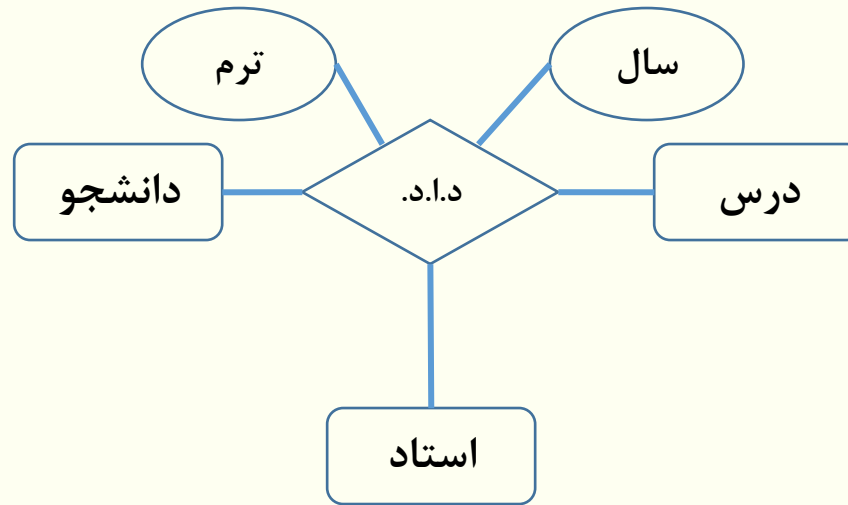 سال
ترم
درس
د.ا.د.
دانشجو
استاد